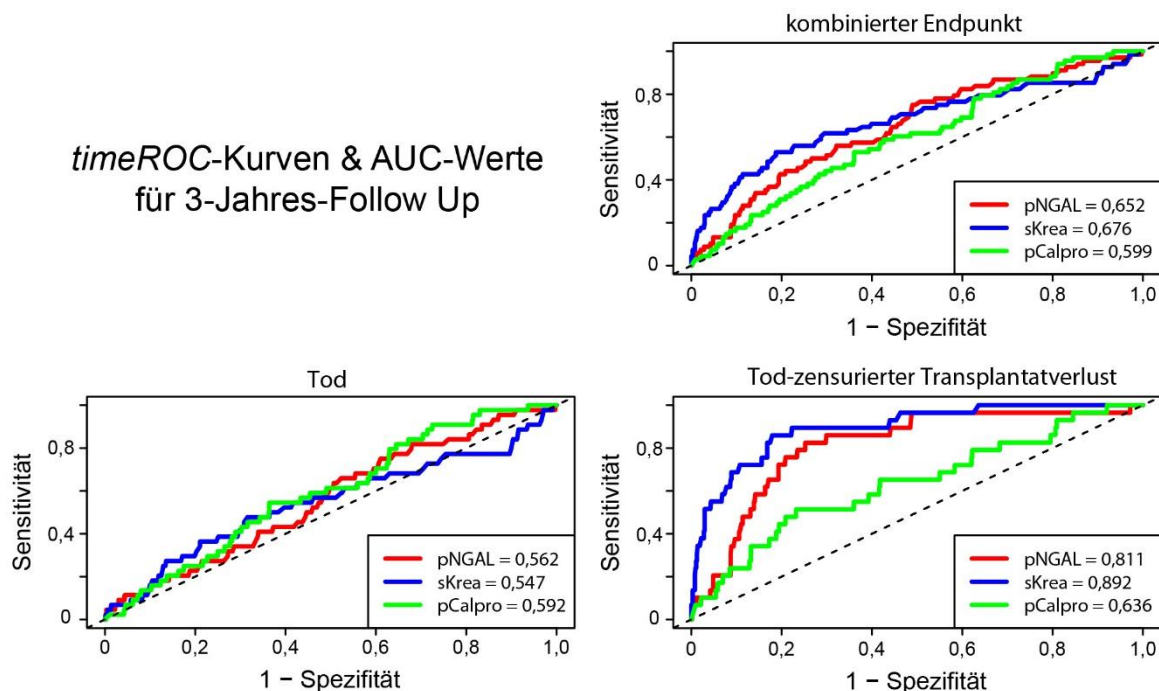 timeROC-Kurven & AUC-Werte
für 3-Jahres-Follow Up
kombinierter Endpunkt
Sensitivität
0,8
0,4
0
pNGAL = 0,652
sKrea = 0,676
pCalpro = 0,599
0 0,2 0,4 0,6 0,8 1,0
1 − Spezifität
Tod
Sensitivität
0,8
0,4
0
pNGAL = 0,562
sKrea = 0,547
pCalpro = 0,592
0 0,2 0,4 0,6 0,8 1,0
1 − Spezifität
Tod-zensurierter Transplantatverlust
Sensitivität
0,8
0,4
0
pNGAL = 0,811
sKrea = 0,892
pCalpro = 0,636
0 0,2 0,4 0,6 0,8 1,0
1 − Spezifität